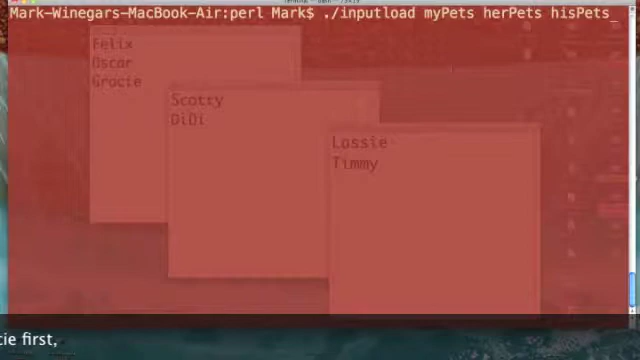 Mark-Winegars-MacBook-Air:perl Mark$ ./inputload myPets herPets hisPets_
Felix
Oscar
Gracie
Scotty
DiDi
Lassie
Timmy
cie first,